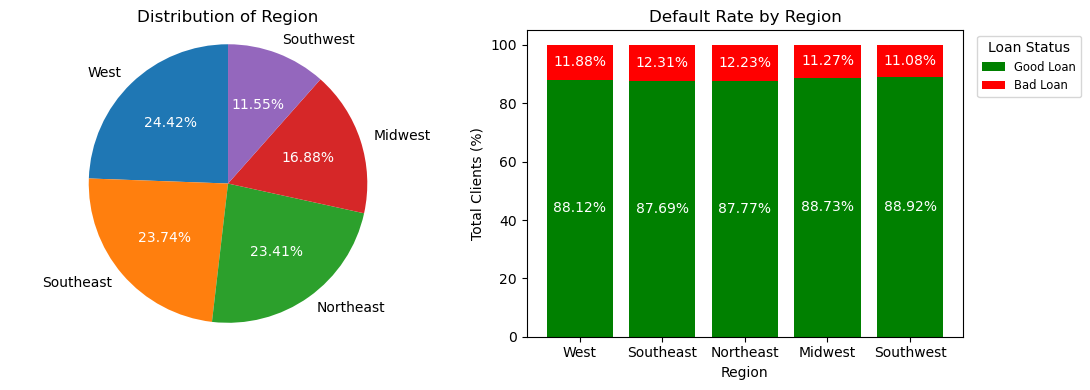 Distribution of Region
Southwest
West
11.55%
24.42%
Midwest
16.88%
23.74%
23.41%
Southeast
Northeast
Default Rate by Region
Loan Status
Good Loan
Bad Loan
Total Clients (%)
100
80
60
40
20
0
11.88% 12.31% 12.23% 11.27% 11.08%
88.12% 87.69% 87.77% 88.73% 88.92%
West Southeast Northeast Midwest Southwest
Region